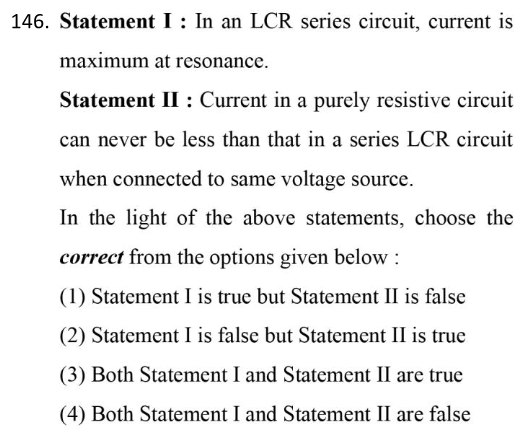 146. Statement I : In an LCR series circuit, current is
maximum at resonance.
Statement II : Current in a purely resistive circuit
can never be less than that in a series LCR circuit
when connected to same voltage source.
In the light of the above statements, choose the
correct from the options given below :
(1) Statement I is true but Statement II is false
(2) Statement I is false but Statement II is true
(3) Both Statement I and Statement II are true
(4) Both Statement I and Statement II are false